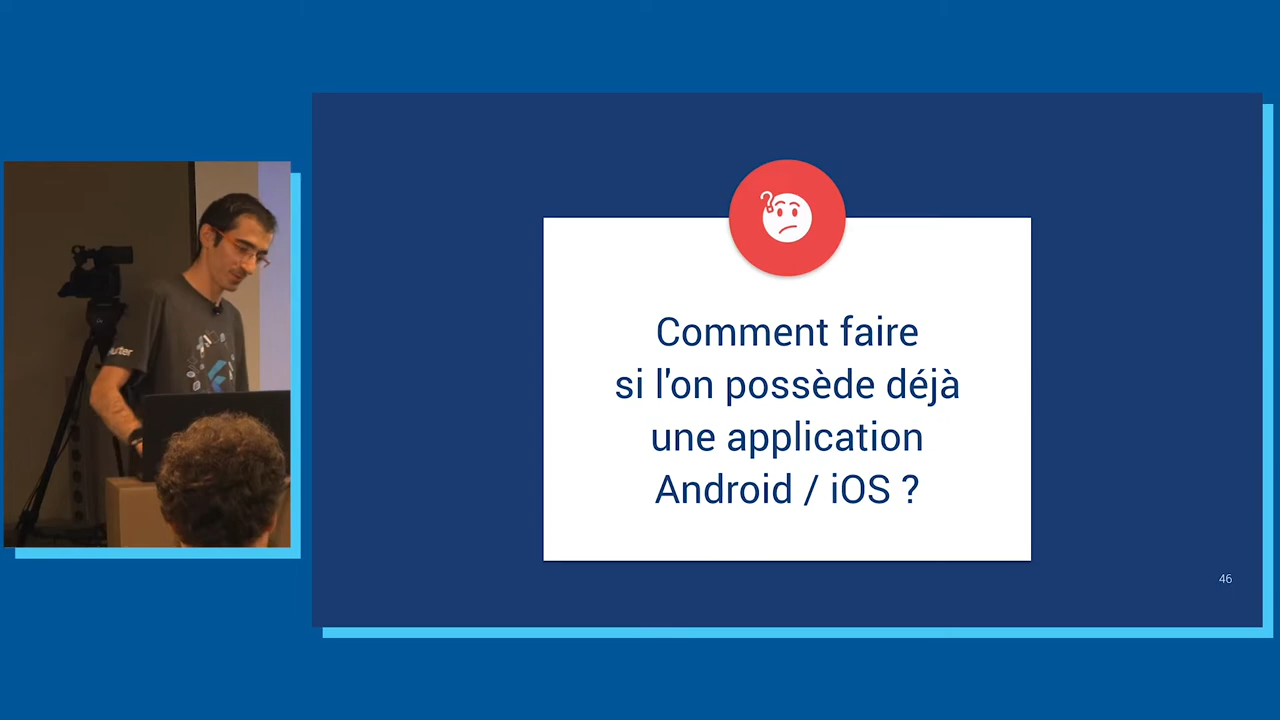 Comment faire
si l'on possède déjà
une application
Android / iOS ?
46